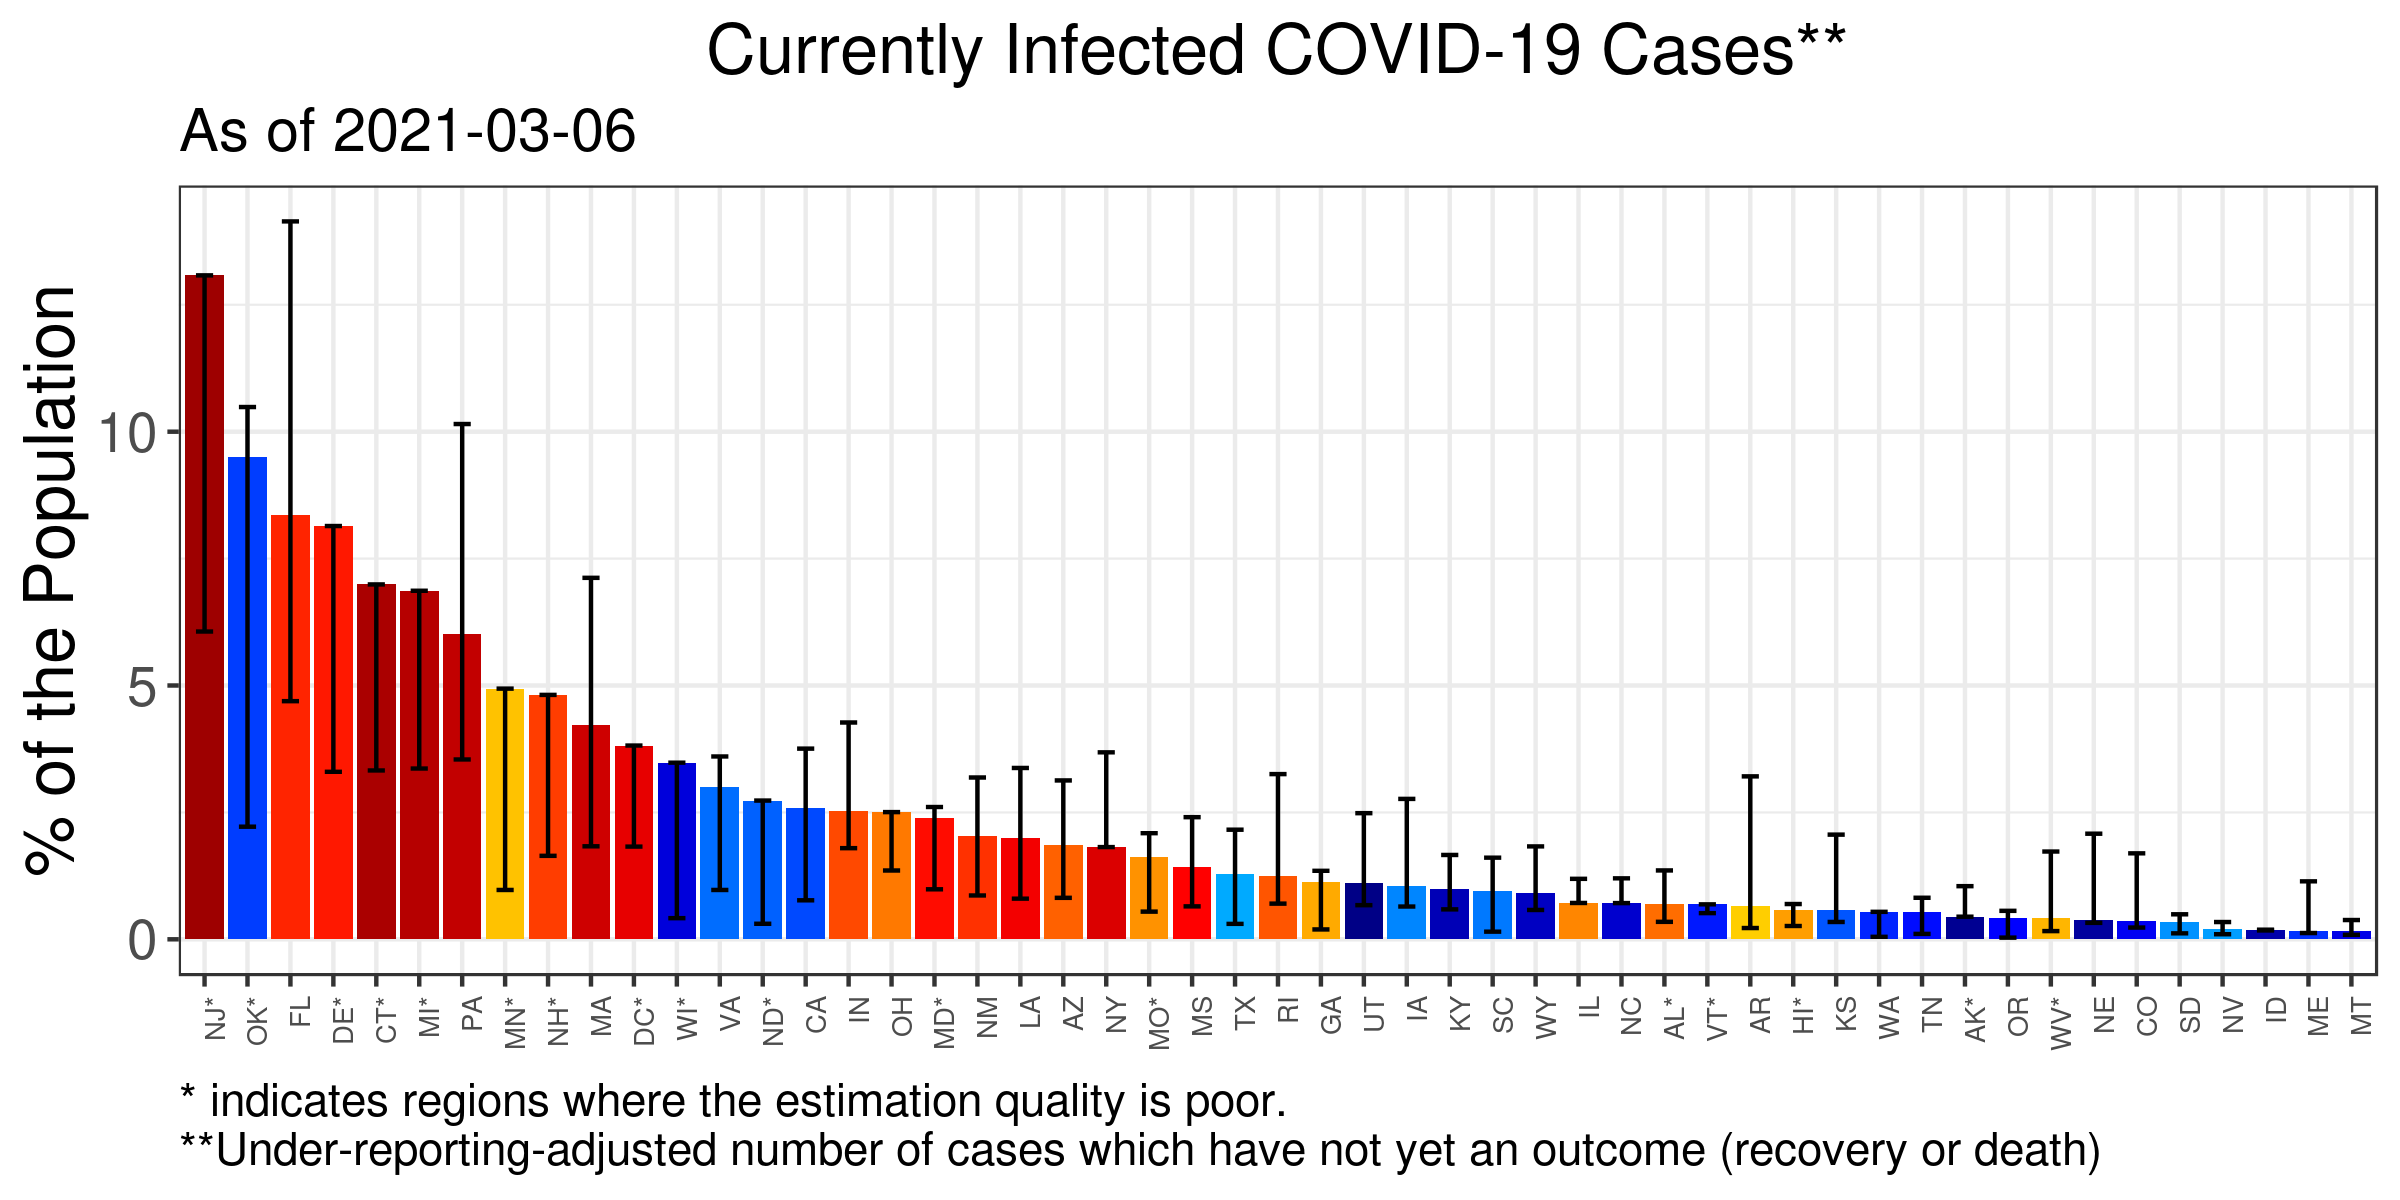 Currently Infected COVID-19 Cases**
As of 2021-03-06
% of the Population
10
5
0
NJ* OK* FL DE* CT* MI* PA MN* NH* MA DC* WI* VA ND* CA IN OH MD* NM LA AZ NY MO* MS TX RI GA UT IA KY SC WY IL NC AL* VT* AR HI* KS WA TN AK* OR WV* NE CO SD NV ID ME MT
* indicates regions where the estimation quality is poor.
**Under-reporting-adjusted number of cases which have not yet an outcome (recovery or death)